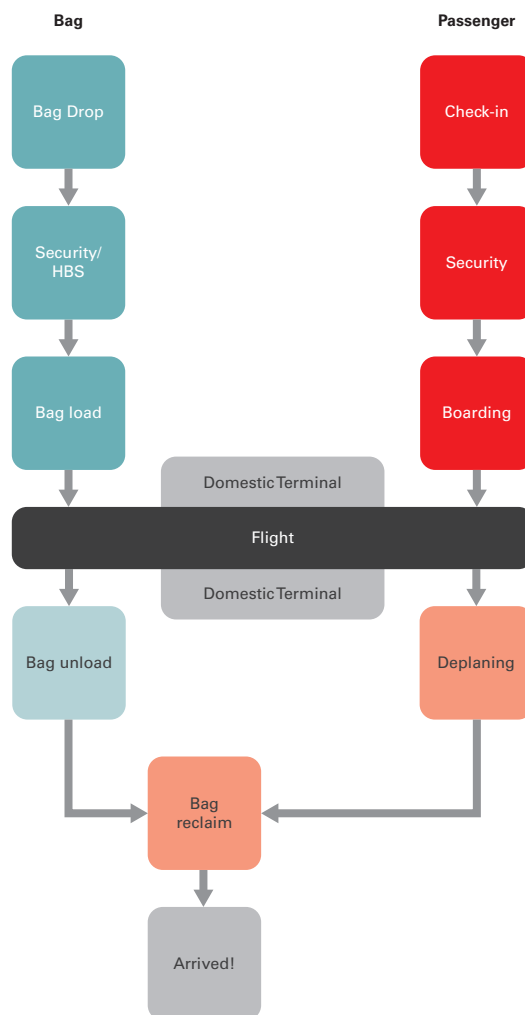 Bag
Passenger
Bag Drop
Check-in
Security/
HBS
Security
Bag load
Boarding
Domestic Terminal
Flight
Domestic Terminal
Bag unload
Deplaning
Bag
reclaim
Arrived!